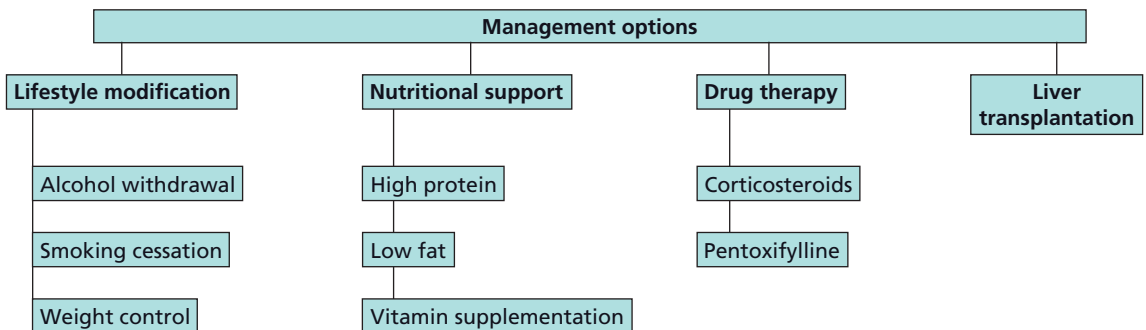 Management options
Lifestyle modification
Alcohol withdrawal
Smoking cessation
Weight control
Nutritional support
High protein
Low fat
Vitamin supplementation
Drug therapy
Corticosteroids
Pentoxifylline
Liver
transplantation